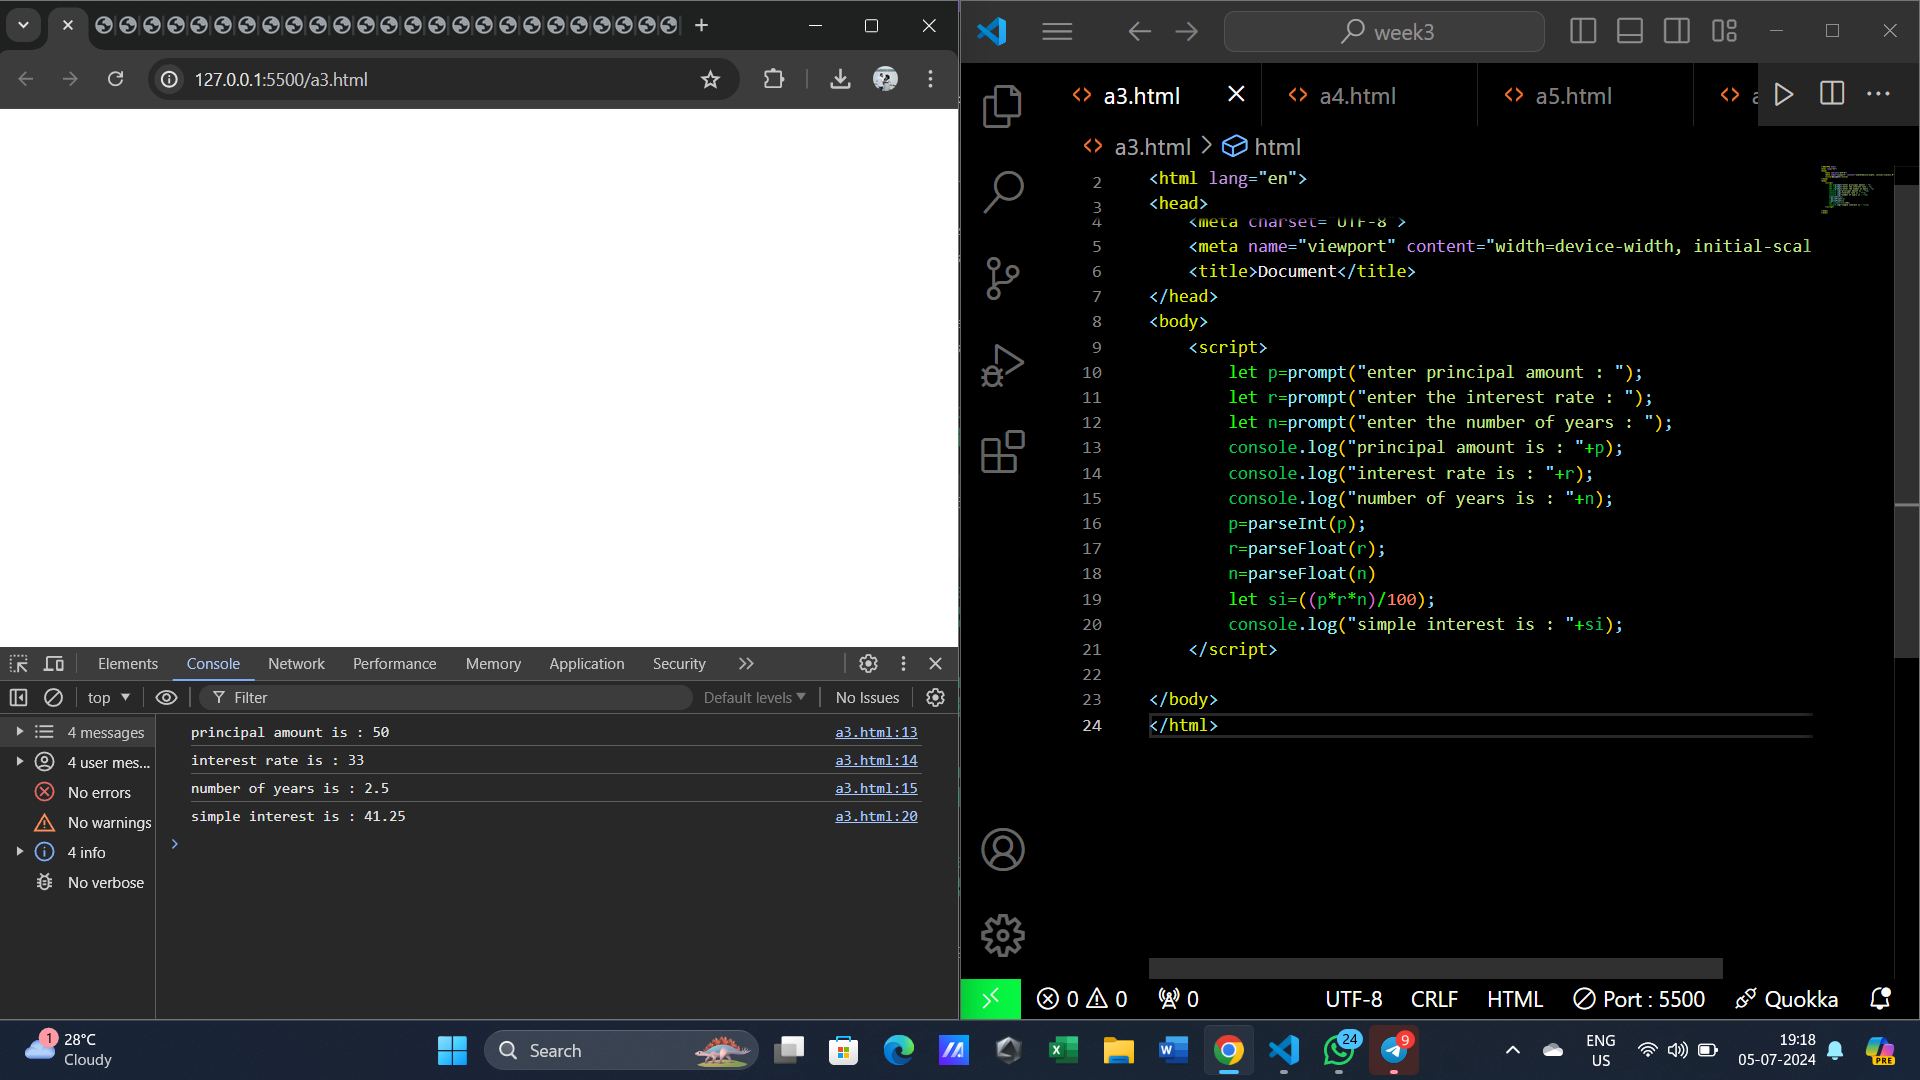 127.0.0.1:5500/a3.html
Elements Console Network Performance Memory Application Security
top Filter Default levels No Issues
4 messages
4 user mes...
No errors
No warnings
4 info
No verbose
principal amount is : 50 a3.html:13
interest rate is : 33 a3.html:14
number of years is : 2.5 a3.html:15
simple interest is : 41.25 a3.html:20
week3
a3.html a4.html a5.html
a3.html > html
2 <html lang="en">
3 <head>
4 <meta charset="UTF-8">
5 <meta name="viewport" content="width=device-width, initial-scal
6 <title>Document</title>
7 </head>
8 <body>
9 <script>
10 let p=prompt("enter principal amount : ");
11 let r=prompt("enter the interest rate : ");
12 let n=prompt("enter the number of years : ");
13 console.log("principal amount is : "+p);
14 console.log("interest rate is : "+r);
15 console.log("number of years is : "+n);
16 p=parseInt(p);
17 r=parseFloat(r);
18 n=parseFloat(n)
19 let si=((p*r*n)/100);
20 console.log("simple interest is : "+si);
21 </script>
22
23 </body>
24 </html>
0 0 0 UTF-8 CRLF HTML Port : 5500 Quokka
1 28°C
Cloudy
Search
24
9
ENG
US
19:18
05-07-2024
PRE